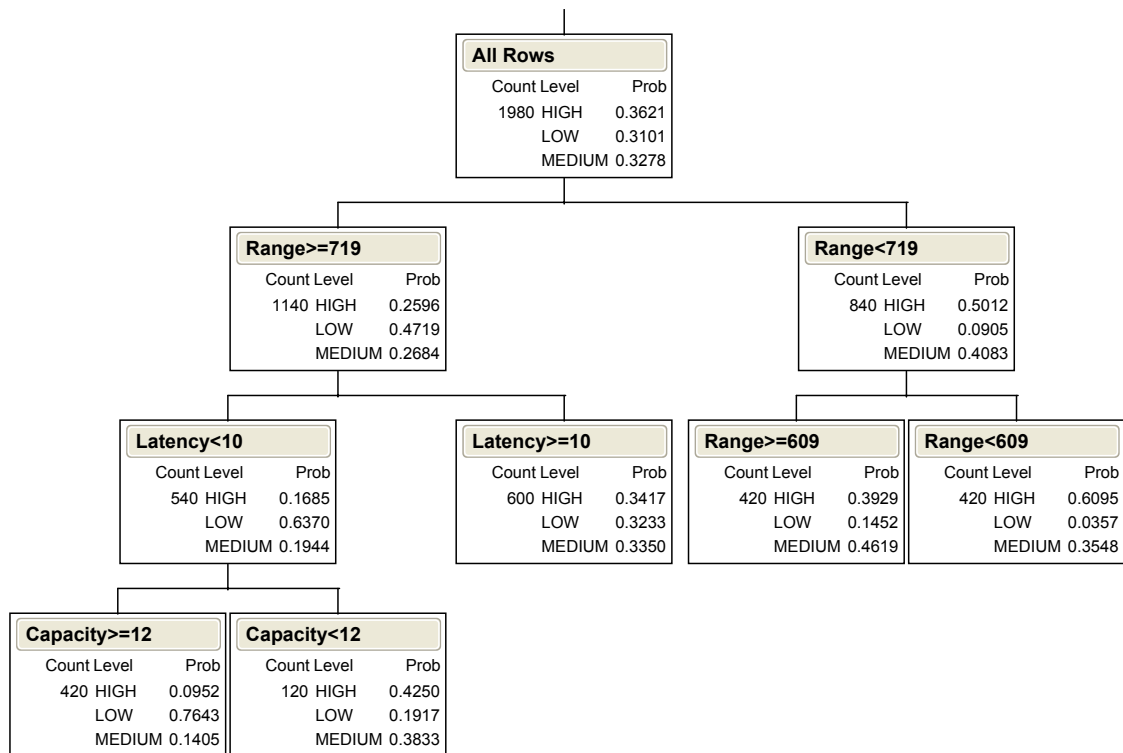 All Rows
Count Level Prob
1980 HIGH 0.3621
LOW 0.3101
MEDIUM 0.3278
Range>=719
Count Level Prob
1140 HIGH 0.2596
LOW 0.4719
MEDIUM 0.2684
Range<719
Count Level Prob
840 HIGH 0.5012
LOW 0.0905
MEDIUM 0.4083
Latency<10
Count Level Prob
540 HIGH 0.1685
LOW 0.6370
MEDIUM 0.1944
Latency>=10
Count Level Prob
600 HIGH 0.3417
LOW 0.3233
MEDIUM 0.3350
Range>=609
Count Level Prob
420 HIGH 0.3929
LOW 0.1452
MEDIUM 0.4619
Range<609
Count Level Prob
420 HIGH 0.6095
LOW 0.0357
MEDIUM 0.3548
Capacity>=12
Count Level Prob
420 HIGH 0.0952
LOW 0.7643
MEDIUM 0.1405
Capacity<12
Count Level Prob
120 HIGH 0.4250
LOW 0.1917
MEDIUM 0.3833